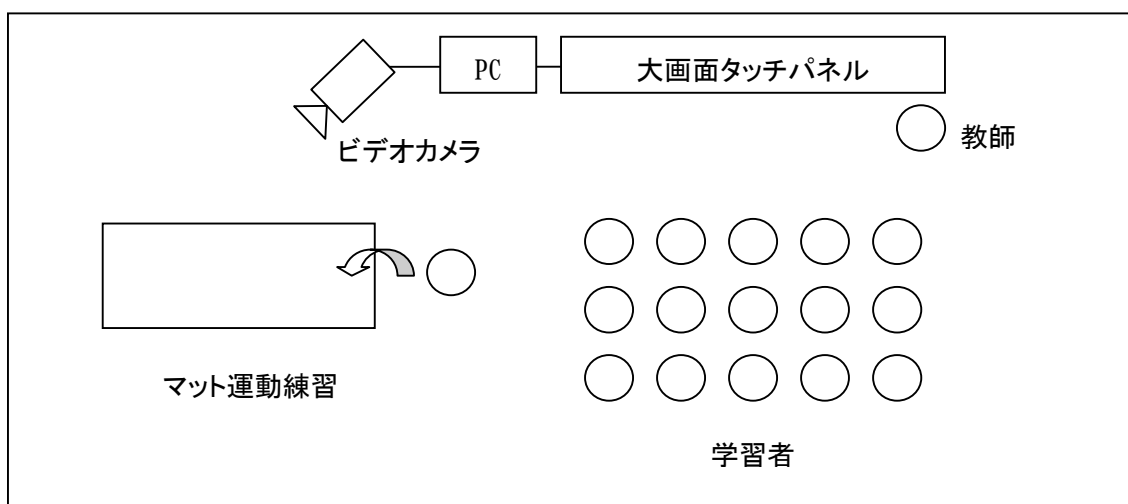 PC
大画面タッチパネル
ビデオカメラ
教師
マット運動練習
学習者